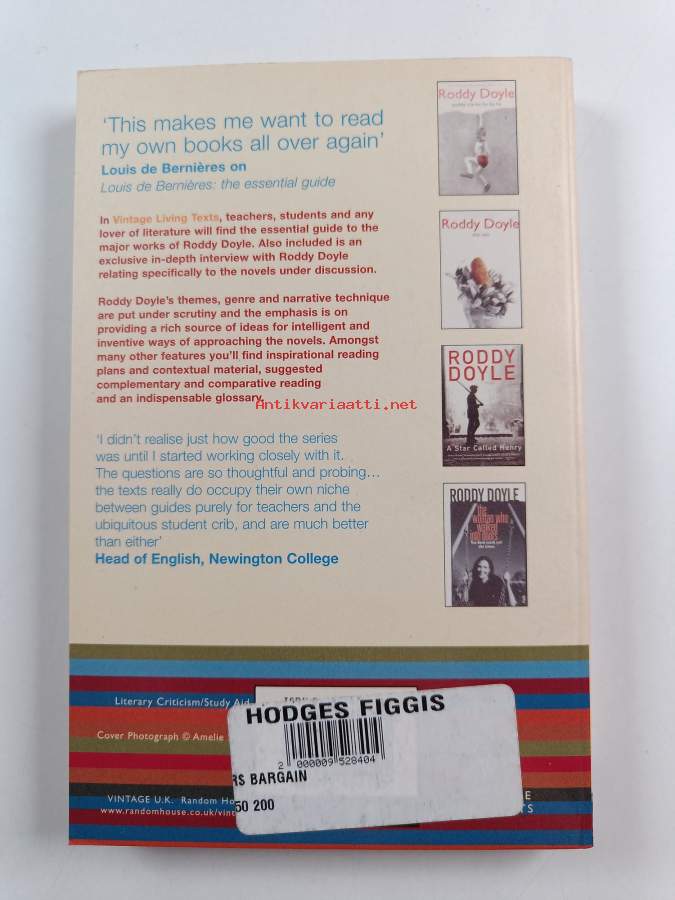 'This makes me want to read
my own books all over again'
Louis de Bernières on
Louis de Bernières: the essential guide
In Vintage Living Texts, teachers, students and any
lover of literature will find the essential guide to the
major works of Roddy Doyle. Also included is an
exclusive in-depth interview with Roddy Doyle
relating specifically to the novels under discussion.
Roddy Doyle's themes, genre and narrative technique
are put under scrutiny and the emphasis is on
providing a rich source of ideas for intelligent and
inventive ways of approaching the novels. Amongst
many other features you'll find inspirational reading
plans and contextual material, suggested
complementary and comparative reading
and an indispensable glossary.
Antikvariaatti.net
'I didn't realise just how good the series
was until I started working closely with it.
The questions are so thoughtful and probing...
the texts really do occupy their own niche
between guides purely for teachers and the
ubiquitous student crib, and are much better
than either'
Head of English, Newington College
Roddy Doyle
Roddy Doyle
RODDY
DOYLE
A Star Called Henry
RODDY DOYLE
the woman who
walked
into doors
Literary Criticism/Study Aid
Cover Photograph © Amelie
VINTAGE U.K. Random Ho
www.randomhouse.co.uk/vint
HODGES FIGGIS
2 000009 528404
RS BARGAIN
50 200
E
TS